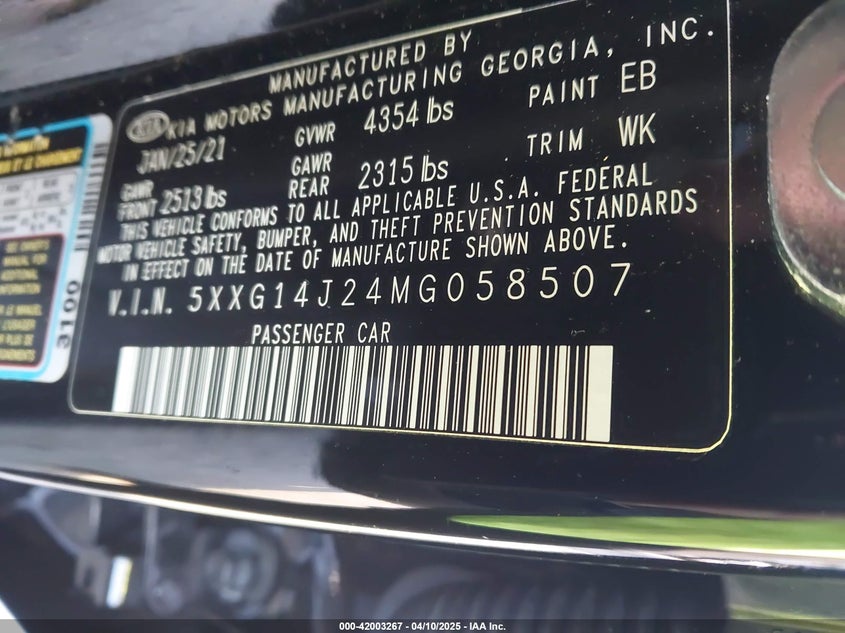 MANUFACTURED BY
KIA KIA MOTORS MANUFACTURING GEORGIA, INC.
JAN/25/21 GVWR 4354 lbs PAINT EB
GAWR FRONT 2513 lbs GAWR REAR 2315 lbs TRIM WK
THIS VEHICLE CONFORMS TO ALL APPLICABLE U.S.A. FEDERAL
MOTOR VEHICLE SAFETY, BUMPER, AND THEFT PREVENTION STANDARDS
IN EFFECT ON THE DATE OF MANUFACTURE SHOWN ABOVE.
V.I.N. 5XXG14J24MG058507
PASSENGER CAR
3100
000-42003267 - 04/10/2025 - IAA Inc.